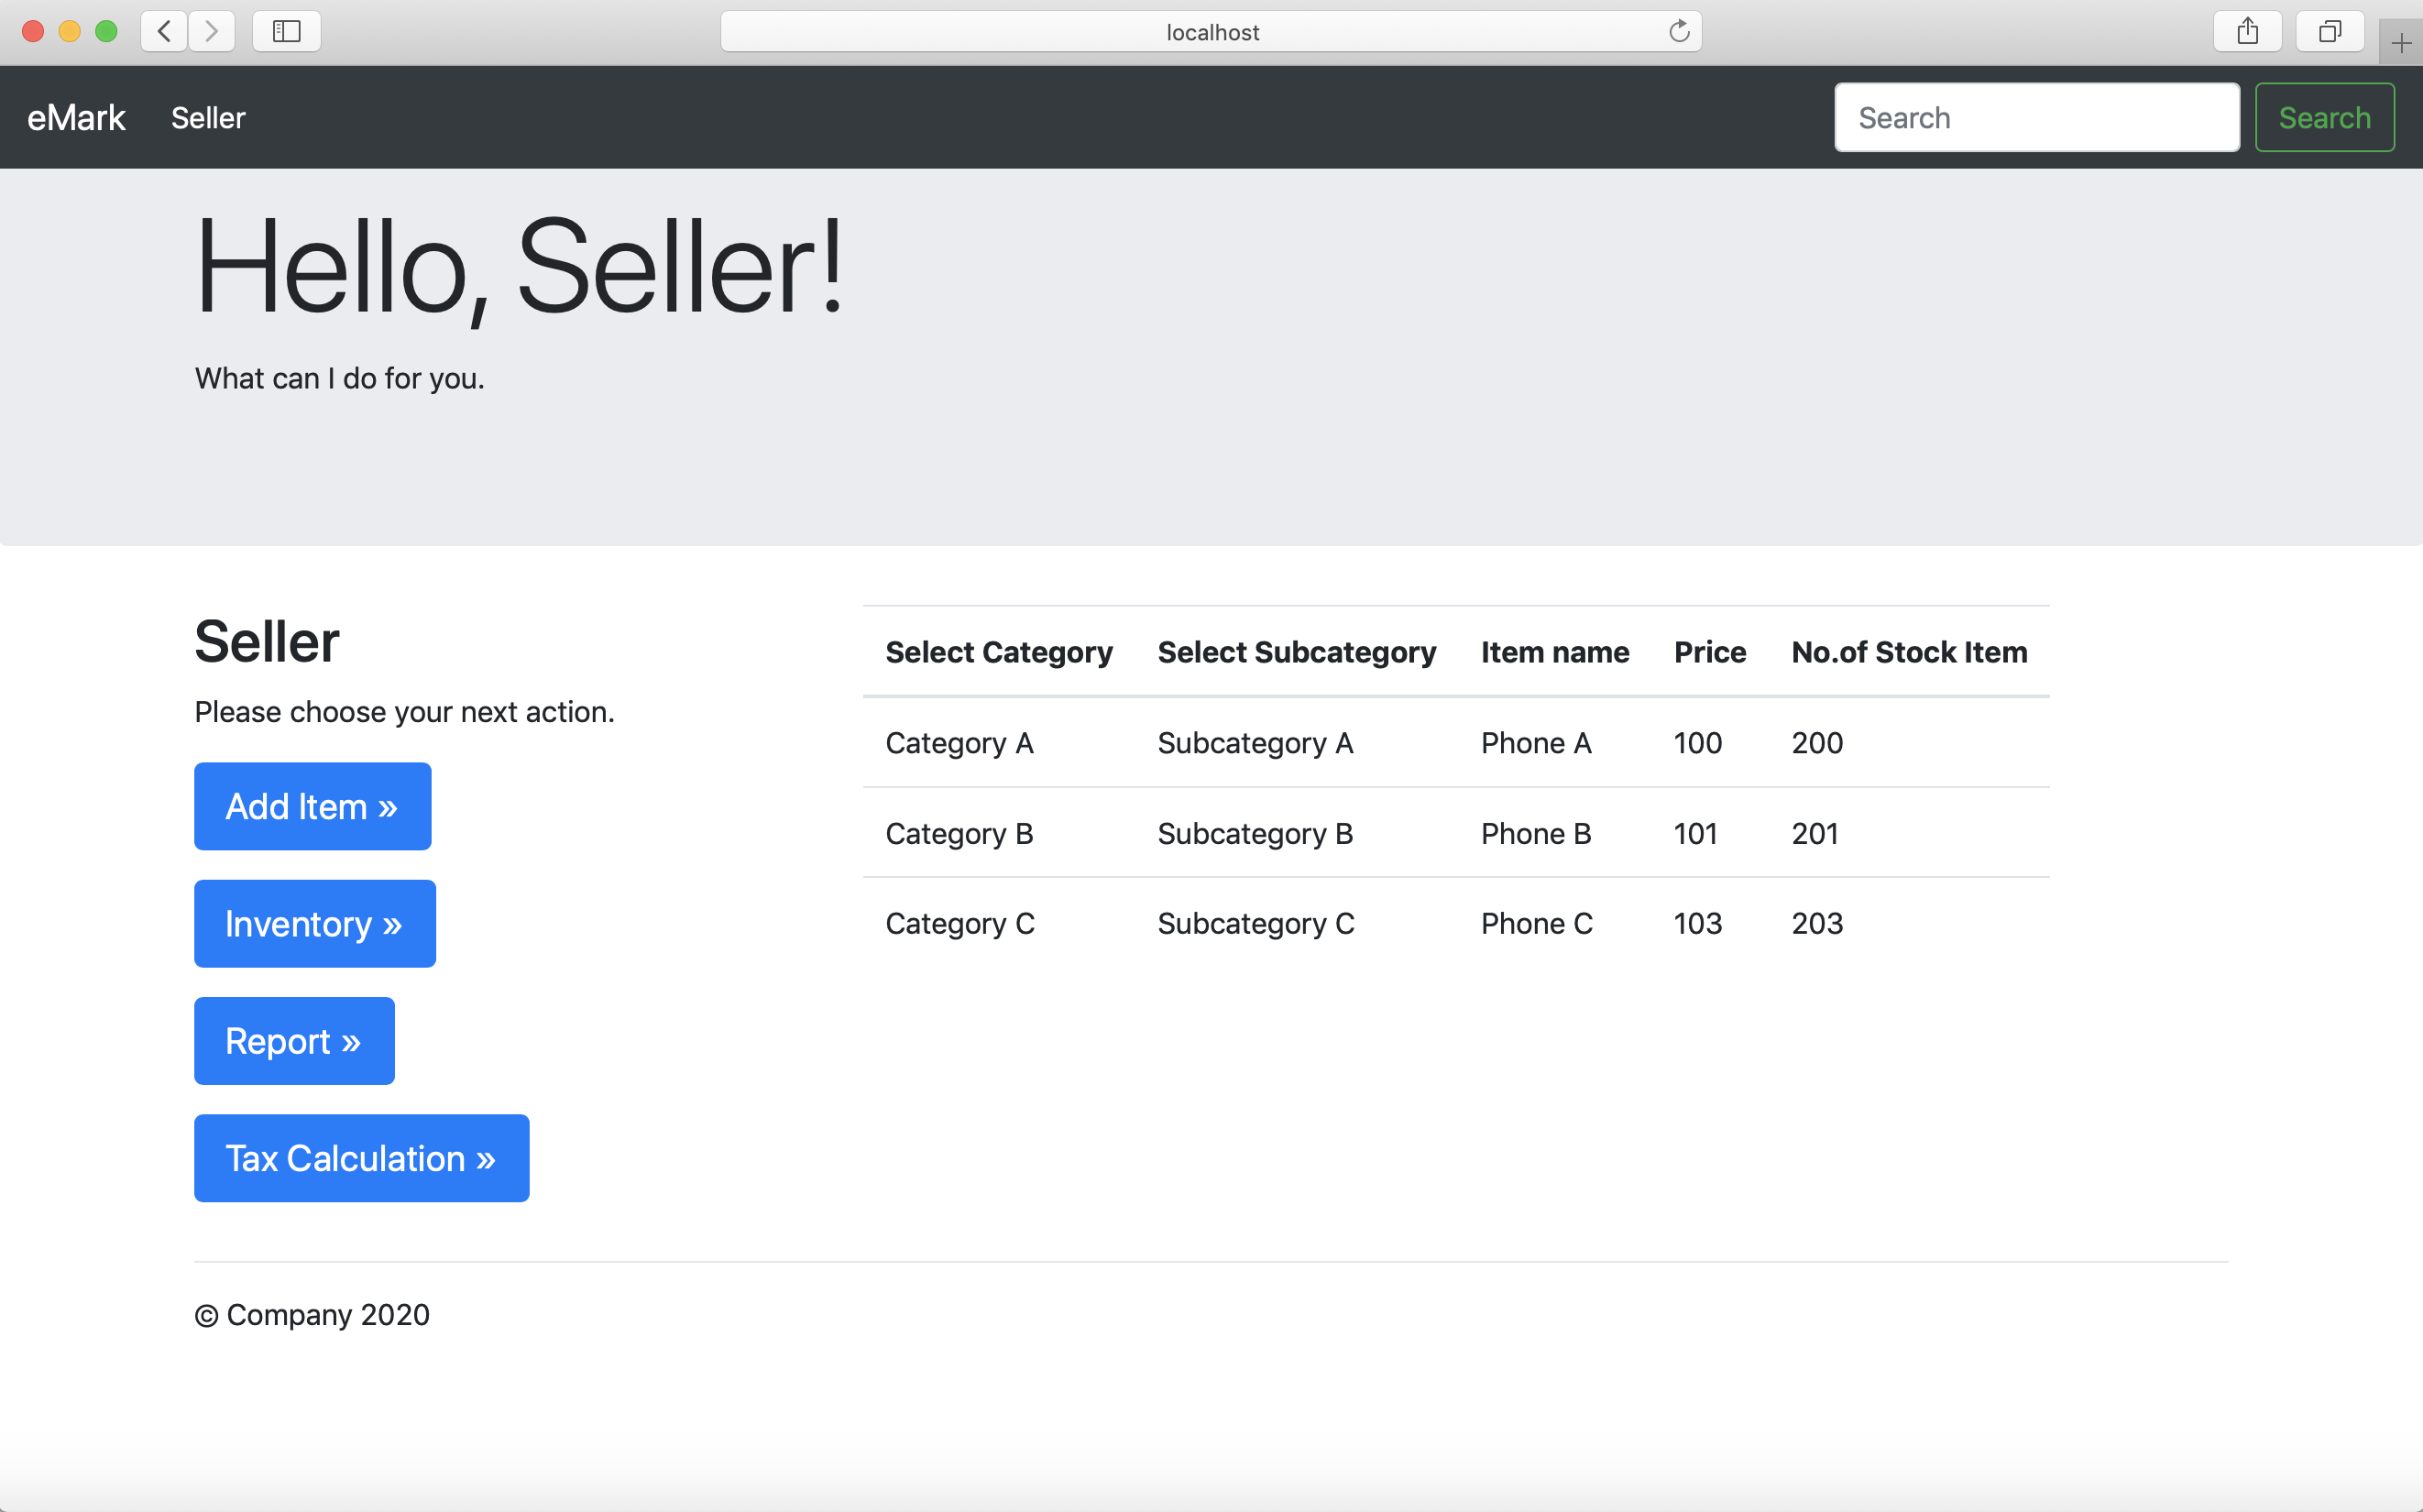 localhost
eMark Seller Search Search
Hello, Seller!
What can I do for you.
Seller
Please choose your next action.
Add Item »
Inventory »
Report »
Tax Calculation »
Select Category Select Subcategory Item name Price No.of Stock Item
Category A Subcategory A Phone A 100 200
Category B Subcategory B Phone B 101 201
Category C Subcategory C Phone C 103 203
© Company 2020